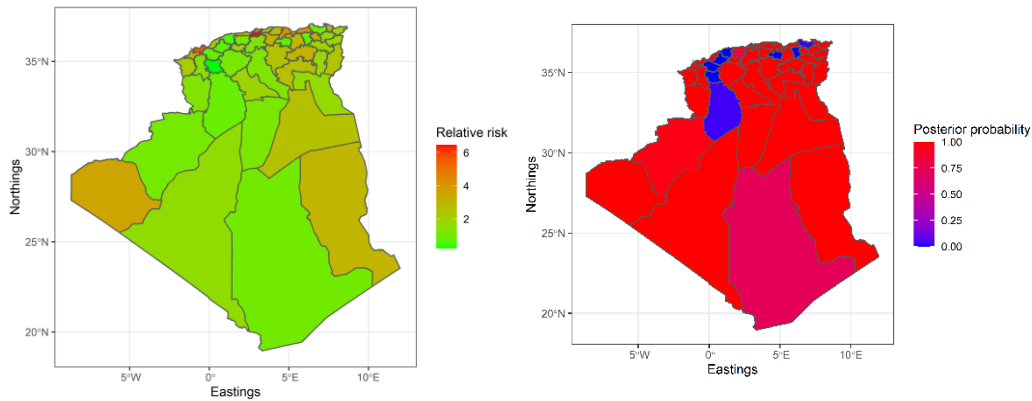 35°N
30°N
25°N
20°N
Northings
5°W
0°
5°E
10°E
Eastings
Relative risk
6
4
2
35°N
30°N
25°N
20°N
Northings
5°W
0°
5°E
10°E
Eastings
Posterior probability
1.00
0.75
0.50
0.25
0.00